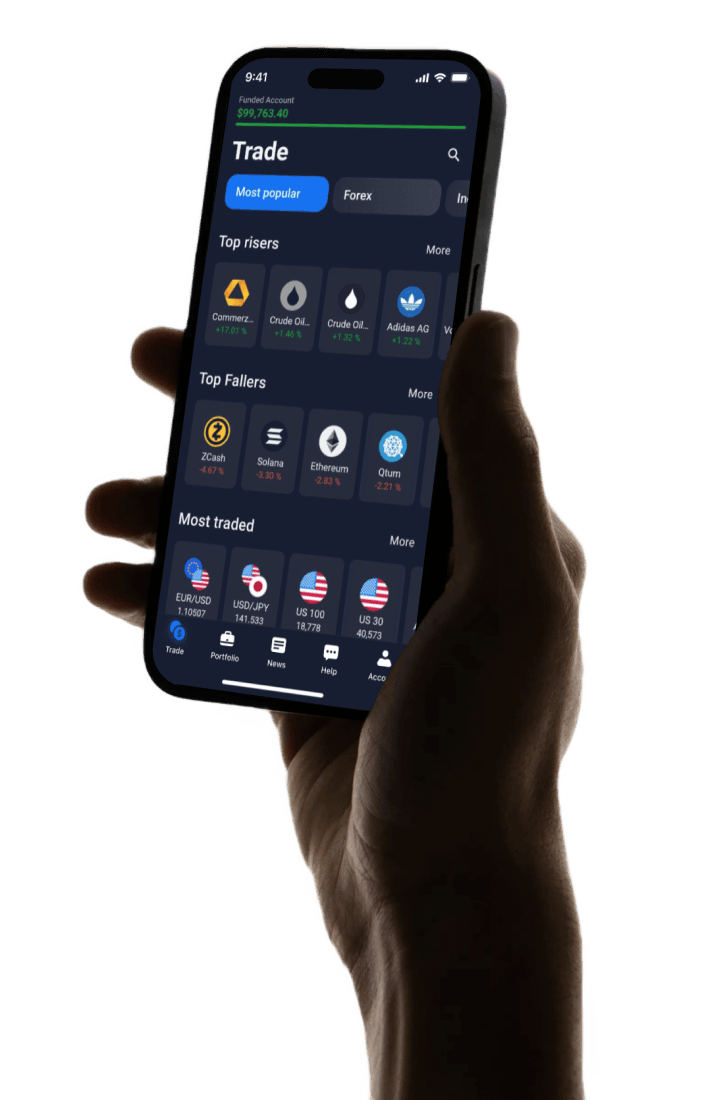 9:41
Funded Account
$99,763.40
Trade
Most popular
Forex
In
Top risers
More
Commerz...
+17.01 %
Crude Oil...
+1.46 %
Crude Oil...
+1.32 %
Adidas AG
+1.22 %
Top Fallers
More
ZCash
-4.67 %
Solana
-3.30 %
Ethereum
-2.83 %
Qtum
-2.21 %
Most traded
More
EUR/USD
1.10507
USD/JPY
141.533
US 100
18,778
US 30
40,573
Trade
Portfolio
News
Help
Acco